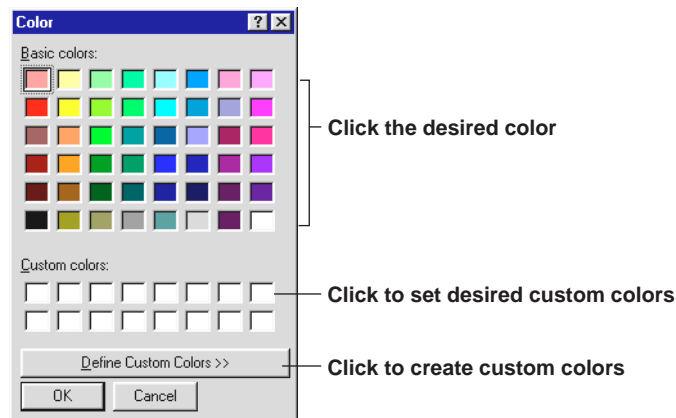 Color
Basic colors:
Click the desired color
Custom colors:
Click to set desired custom colors
Define Custom Colors >>
Click to create custom colors
OK
Cancel